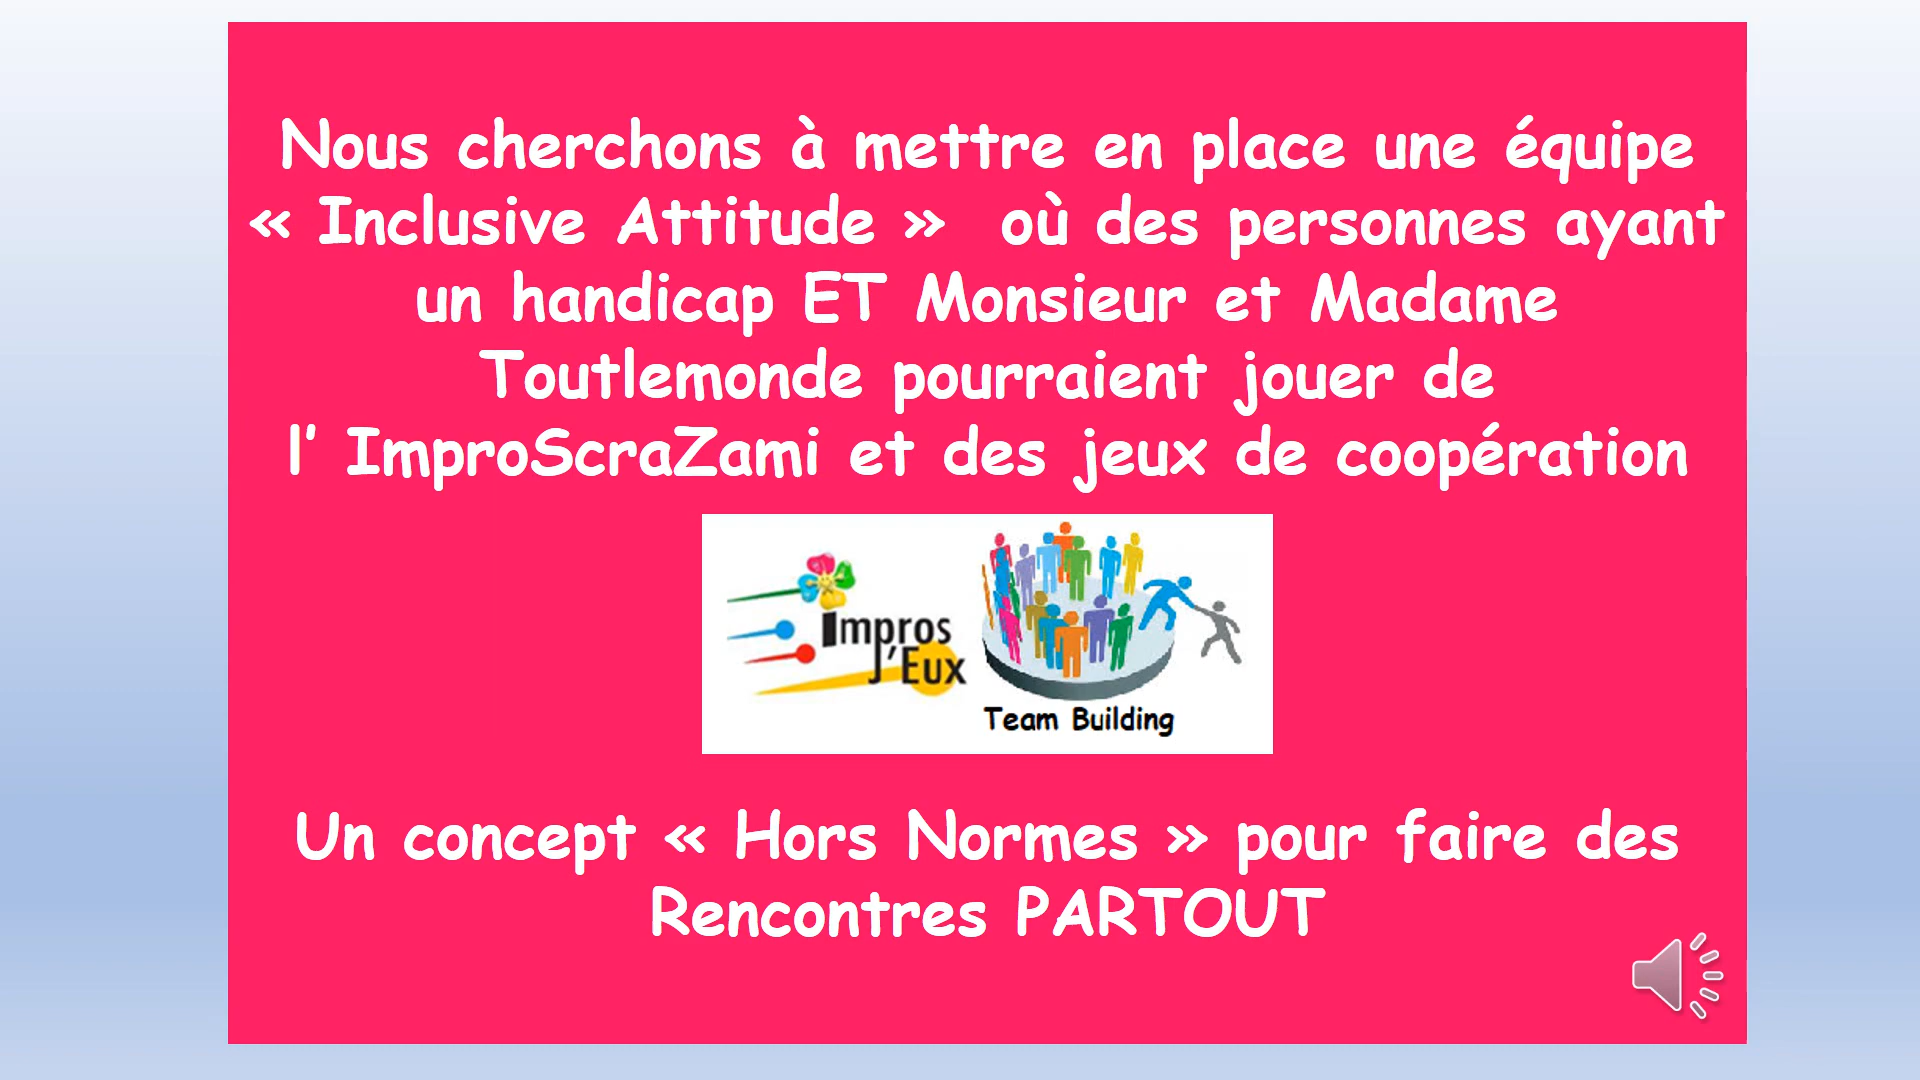 Nous cherchons à mettre en place une équipe
« Inclusive Attitude » où des personnes ayant
un handicap ET Monsieur et Madame
Toutlemonde pourraient jouer de
l’ ImproScraZami et des jeux de coopération
Impros
J’Eux
Team Building
Un concept « Hors Normes » pour faire des
Rencontres PARTOUT